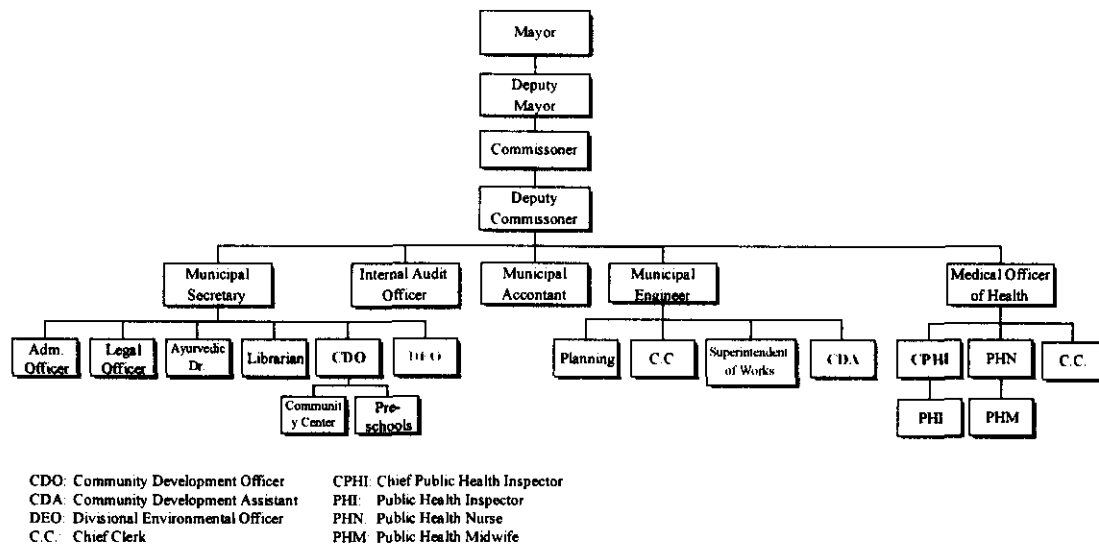 Mayor
Deputy
Mayor
Commissoner
Deputy
Commissoner
Municipal
Secretary
Internal Audit
Officer
Municipal
Accontant
Municipal
Engineer
Medical Officer
of Health
Adm.
Officer
Legal
Officer
Ayurvedic
Dr.
Librarian
CDO
DEO
Planning
C.C
Superintendent
of Works
CDA
CPHI
PHN
C.C.
Communit
y Center
Pre-
schools
PHI
PHM
CDO: Community Development Officer
CDA: Community Development Assistant
DEO: Divisional Environmental Officer
C.C.: Chief Clerk
CPHI: Chief Public Health Inspector
PHI: Public Health Inspector
PHN: Public Health Nurse
PHM: Public Health Midwife